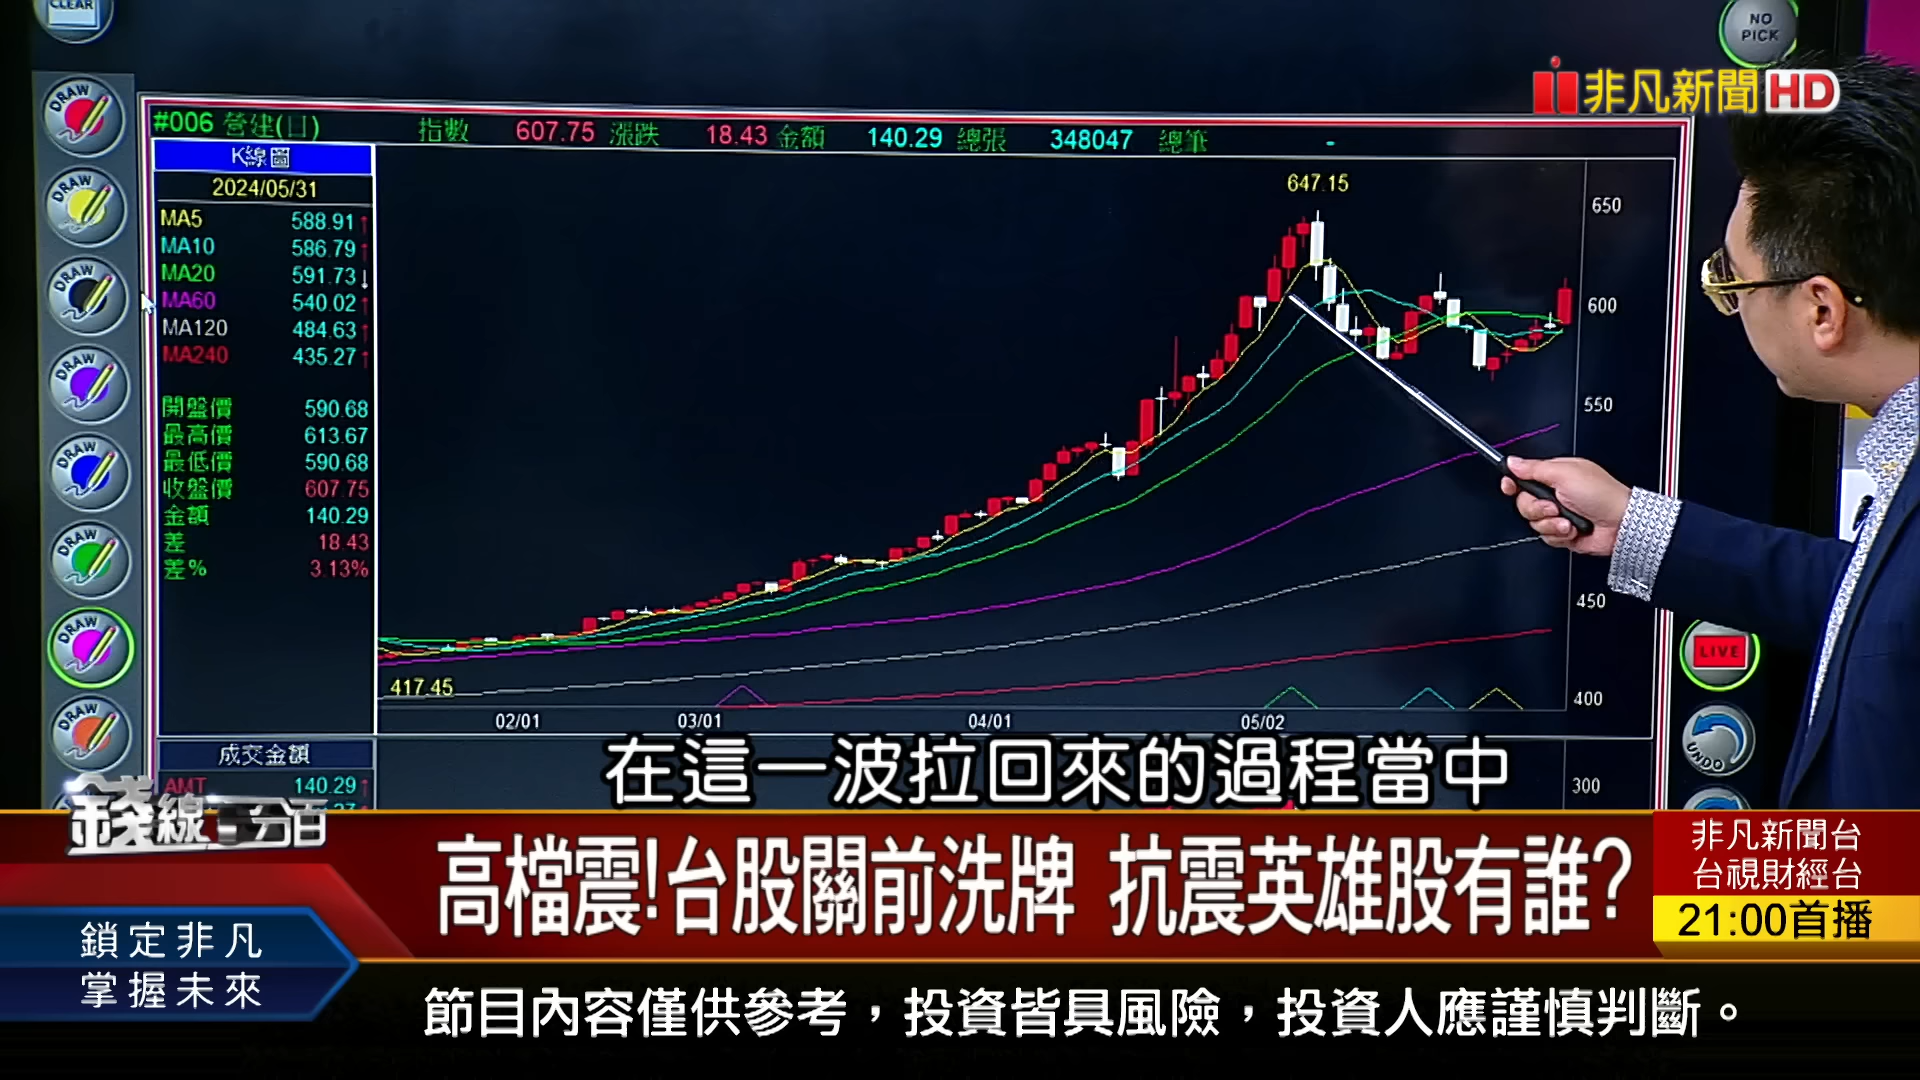 CLEAR
NO
PICK
非凡新聞HD
DRAW
DRAW
DRAW
DRAW
DRAW
DRAW
DRAW
DRAW
#006 營建(日) 指數 607.75 漲跌 18.43 金額 140.29 總張 348047 總筆 -
K線圖
2024/05/31
MA5 588.91↑
MA10 586.79↑
MA20 591.73↓
MA60 540.02↑
MA120 484.63↑
MA240 435.27↑
開盤價 590.68
最高價 613.67
最低價 590.68
收盤價 607.75
金額 140.29
差 18.43
差% 3.13%
647.15
417.45
650
600
550
450
400
300
02/01 03/01 04/01 05/02
成交金額
AMT 140.29↑
LIVE
UNDO
在這一波拉回來的過程當中
錢線百分百
高檔震!台股關前洗牌 抗震英雄股有誰?
非凡新聞台
台視財經台
21:00首播
鎖定非凡
掌握未來
節目內容僅供參考，投資皆具風險，投資人應謹慎判斷。